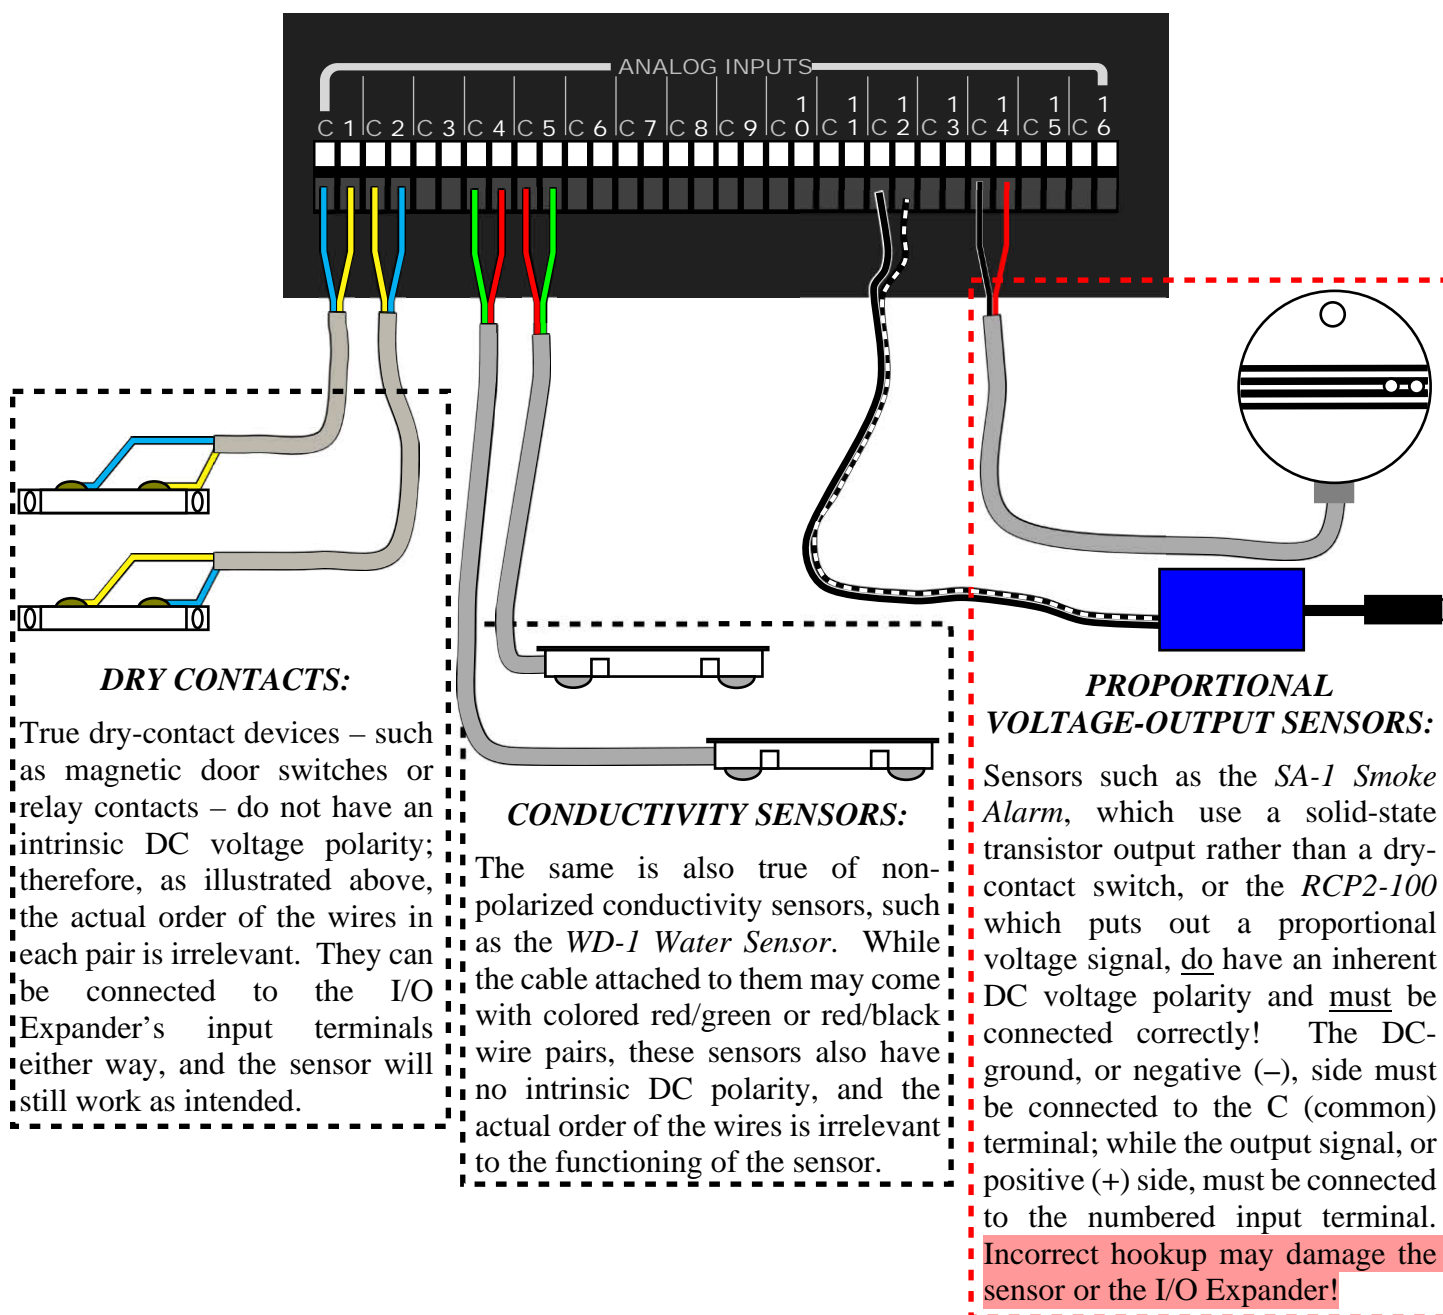 ANALOG INPUTS
C 1 C 2 C 3 C 4 C 5 C 6 C 7 C 8 C 9 C 10 C 11 C 12 C 13 C 14 C 15 C 16
DRY CONTACTS:
True dry-contact devices – such
as magnetic door switches or
relay contacts – do not have an
intrinsic DC voltage polarity;
therefore, as illustrated above,
the actual order of the wires in
each pair is irrelevant. They can
be connected to the I/O
Expander’s input terminals
either way, and the sensor will
still work as intended.
CONDUCTIVITY SENSORS:
The same is also true of non-
polarized conductivity sensors, such
as the WD-1 Water Sensor. While
the cable attached to them may come
with colored red/green or red/black
wire pairs, these sensors also have
no intrinsic DC polarity, and the
actual order of the wires is irrelevant
to the functioning of the sensor.
PROPORTIONAL
VOLTAGE-OUTPUT SENSORS:
Sensors such as the SA-1 Smoke
Alarm, which use a solid-state
transistor output rather than a dry-
contact switch, or the RCP2-100
which puts out a proportional
voltage signal, do have an inherent
DC voltage polarity and must be
connected correctly! The DC-
ground, or negative (–), side must
be connected to the C (common)
terminal; while the output signal, or
positive (+) side, must be connected
to the numbered input terminal.
Incorrect hookup may damage the
sensor or the I/O Expander!